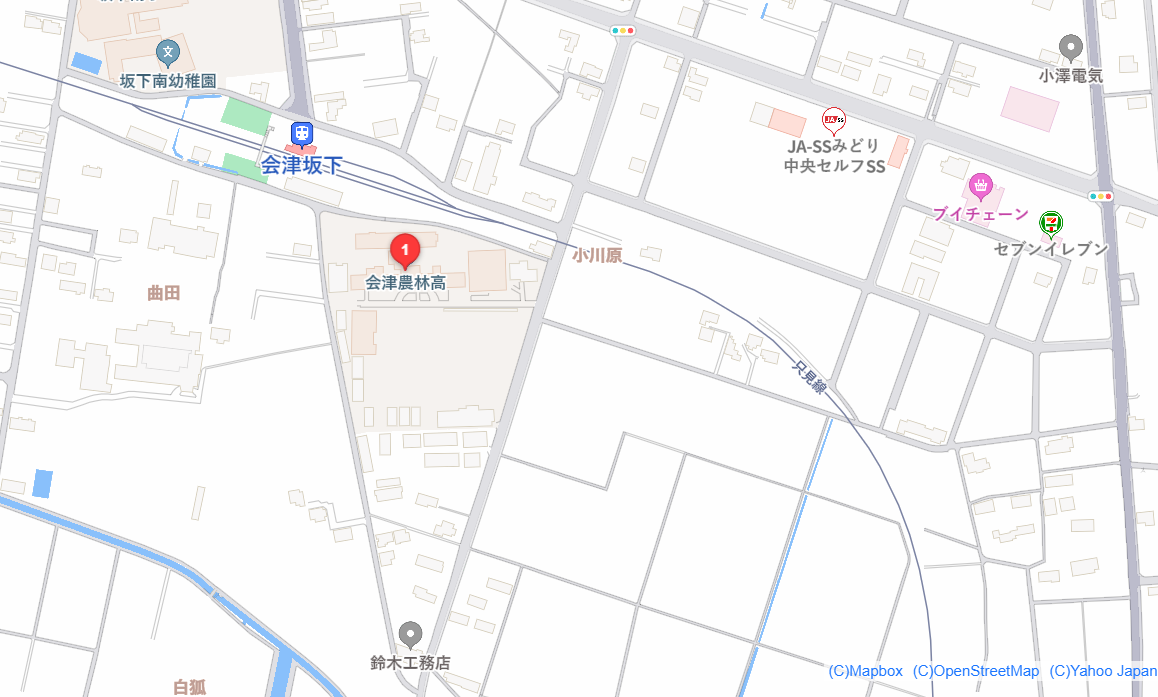 坂下南幼稚園
小澤電気
JA-SSみどり
中央セルフSS
会津坂下
ブイチェーン
セブンイレブン
小川原
1
会津農林高
曲田
只見線
鈴木工務店
白狐
(C)Mapbox (C)OpenStreetMap (C)Yahoo Japan